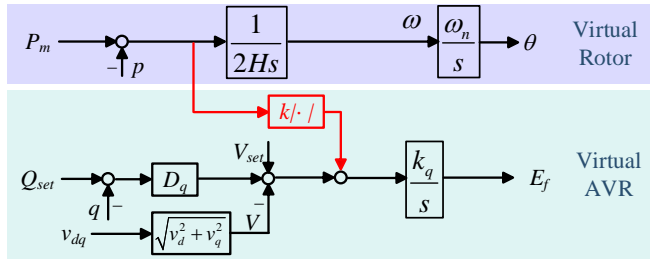 P_m
−
p
1
2Hs
ω
ω_n
s
θ
Virtual
Rotor
k|·|
V_set
Q_set
q −
D_q
−
V
v_dq
√v_d^2+v_q^2
k_q
s
E_f
Virtual
AVR